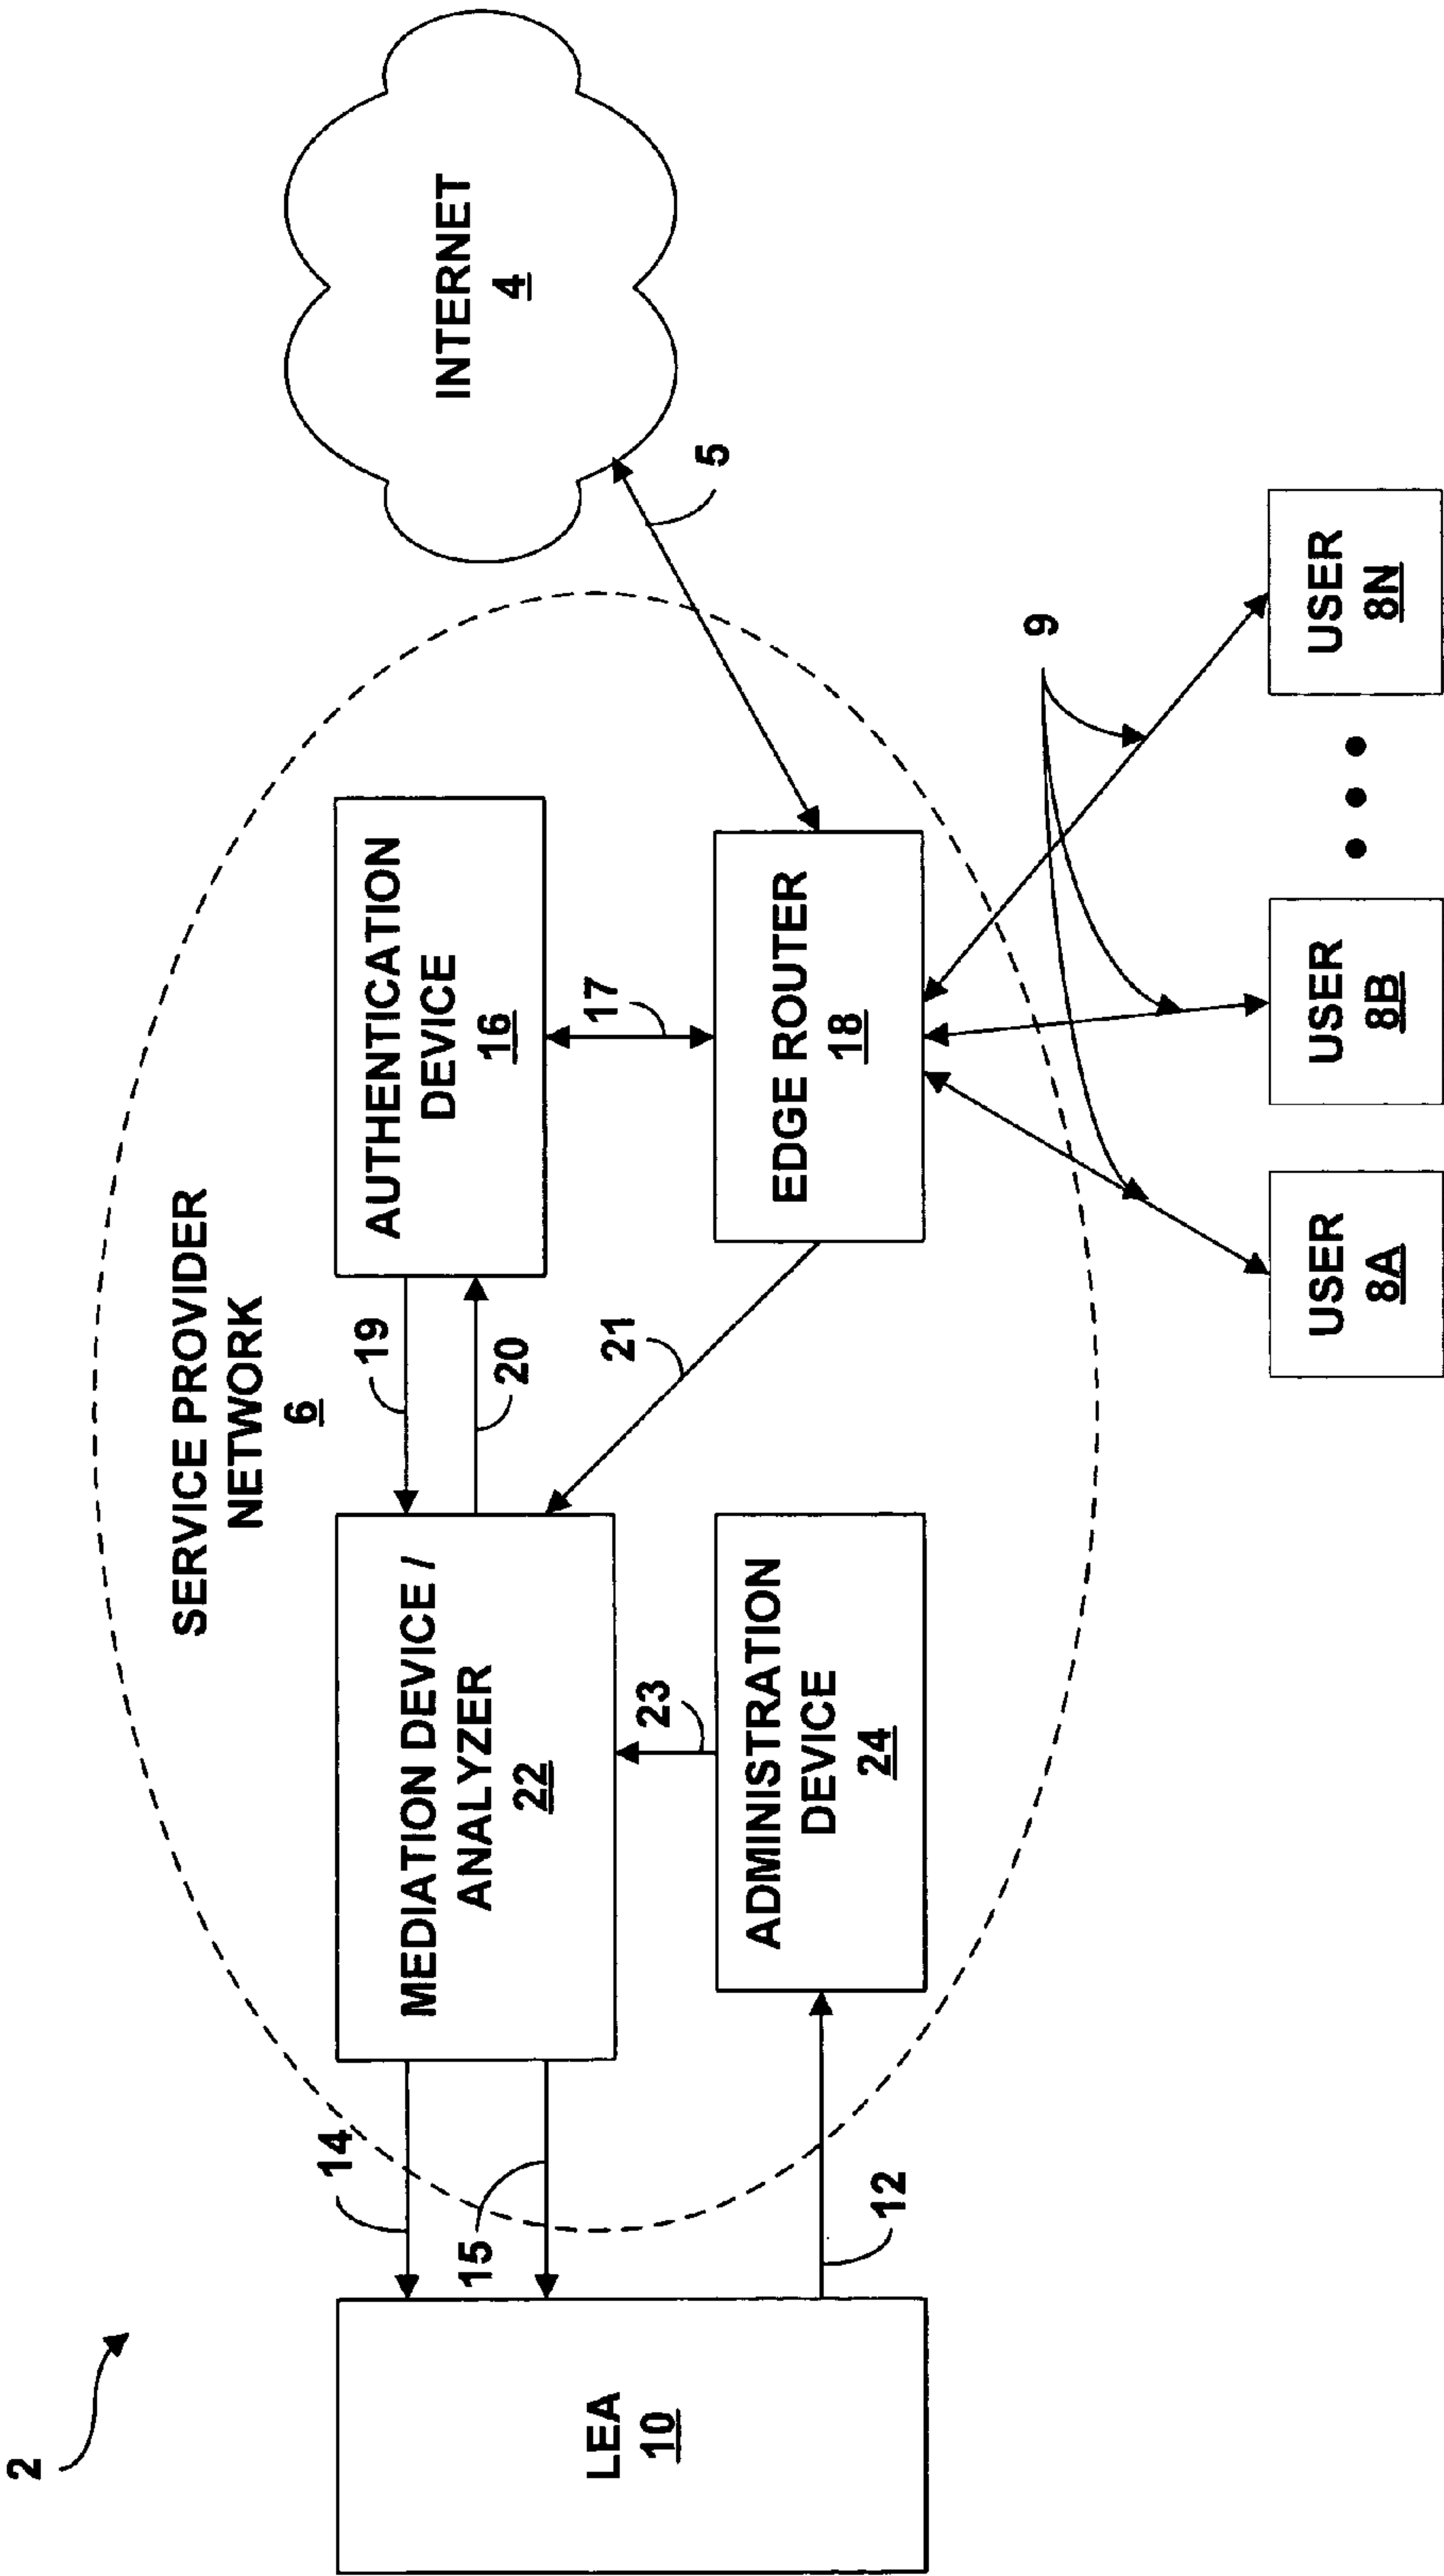 2
SERVICE PROVIDER
NETWORK
6
INTERNET
4
5
LEA
10
14
15
12
MEDIATION DEVICE /
ANALYZER
22
19
20
AUTHENTICATION
DEVICE
16
23
21
17
ADMINISTRATION
DEVICE
24
EDGE ROUTER
18
9
USER
8A
USER
8B
USER
8N